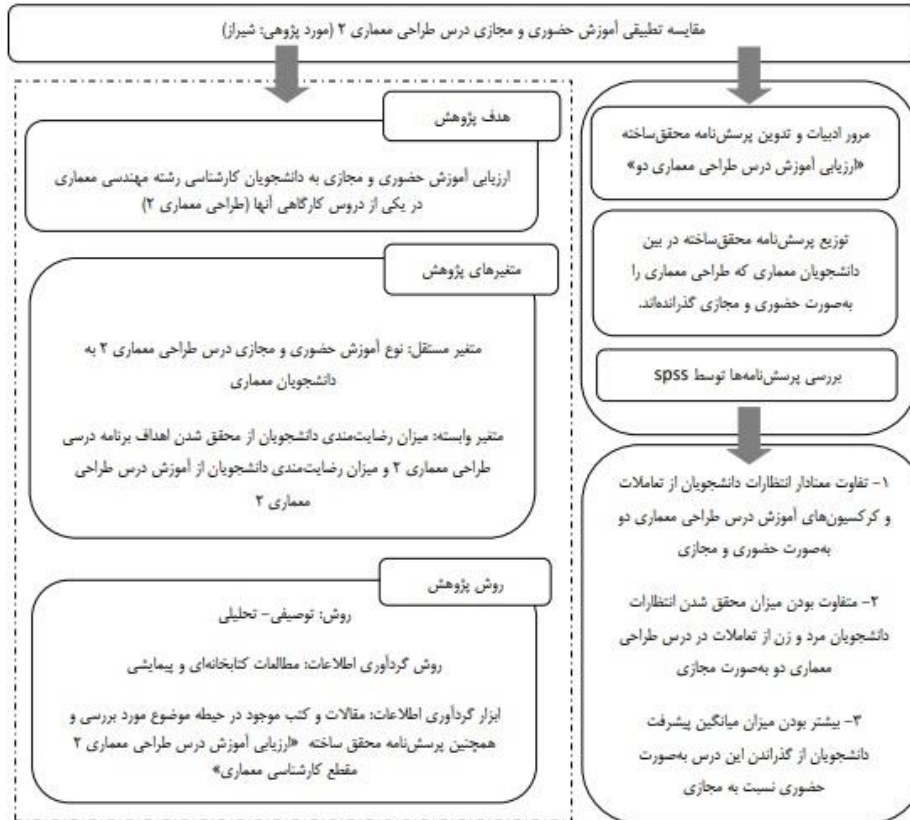 مقایسه تطبیقی آموزش حضوری و مجازی درس طراحی معماری ۲ (مورد پژوهی: شیراز)
مرور ادبیات و تدوین پرسش‌نامه محقق‌ساخته
«ارزیابی آموزش درس طراحی معماری دو»
توزیع پرسش‌نامه محقق‌ساخته در بین
دانشجویان معماری که طراحی معماری را
به‌صورت حضوری و مجازی گذرانده‌اند.
بررسی پرسش‌نامه‌ها توسط spss
۱- تفاوت معنادار انتظارات دانشجویان از تعاملات
و کرکسیون‌های آموزش درس طراحی معماری دو
به‌صورت حضوری و مجازی
۲- متفاوت بودن میزان محقق شدن انتظارات
دانشجویان مرد و زن از تعاملات در درس طراحی
معماری دو به‌صورت مجازی
۳- بیشتر بودن میزان میانگین پیشرفت
دانشجویان از گذراندن این درس به‌صورت
حضوری نسبت به مجازی
هدف پژوهش
ارزیابی آموزش حضوری و مجازی به دانشجویان کارشناسی رشته مهندسی معماری
در یکی از دروس کارگاهی آنها (طراحی معماری ۲)
متغیرهای پژوهش
متغیر مستقل: نوع آموزش حضوری و مجازی درس طراحی معماری ۲ به
دانشجویان معماری
متغیر وابسته: میزان رضایت‌مندی دانشجویان از محقق شدن اهداف برنامه درسی
طراحی معماری ۲ و میزان رضایت‌مندی دانشجویان از آموزش درس طراحی
معماری ۲
روش پژوهش
روش: توصیفی- تحلیلی
روش گردآوری اطلاعات: مطالعات کتابخانه‌ای و پیمایشی
ابزار گردآوری اطلاعات: مقالات و کتب موجود در حیطه موضوع مورد بررسی و
همچنین پرسش‌نامه محقق ساخته «ارزیابی آموزش درس طراحی معماری ۲
مقطع کارشناسی معماری»